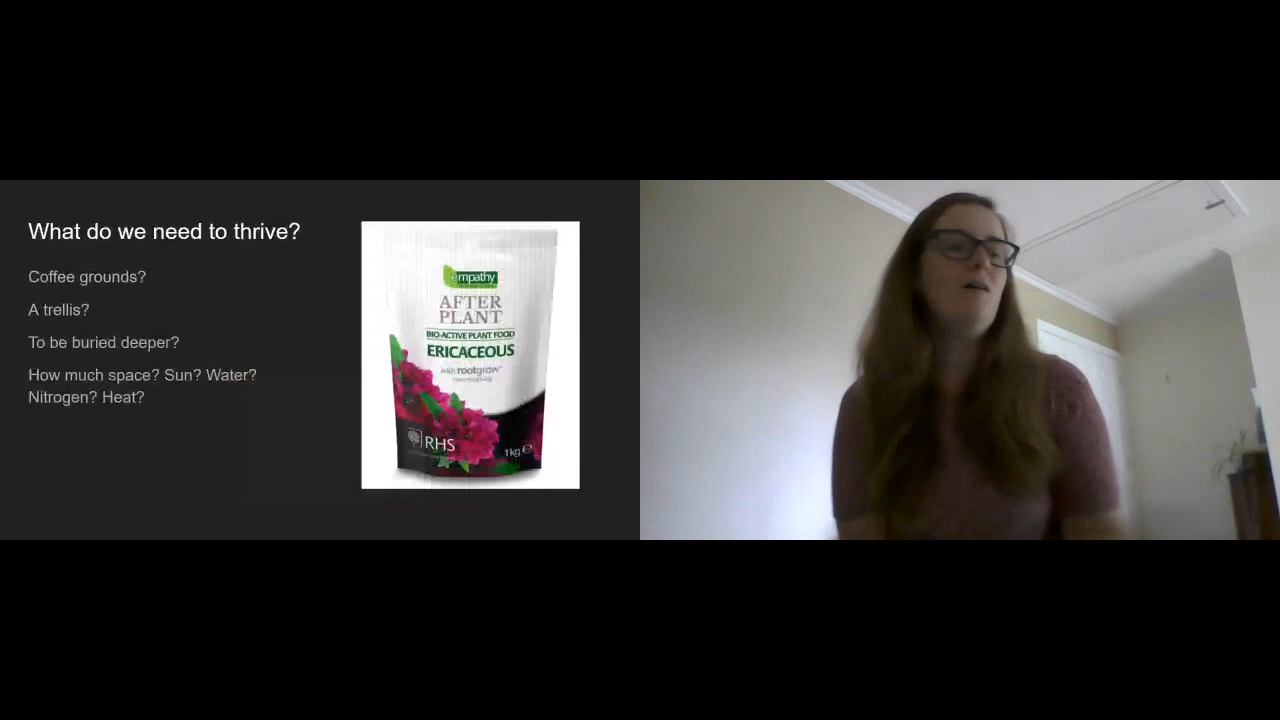 What do we need to thrive?
Coffee grounds?
A trellis?
To be buried deeper?
How much space? Sun? Water?
Nitrogen? Heat?
empathy
AFTER
PLANT
BIO-ACTIVE PLANT FOOD
ERICACEOUS
with rootgrow
RHS
1kg e